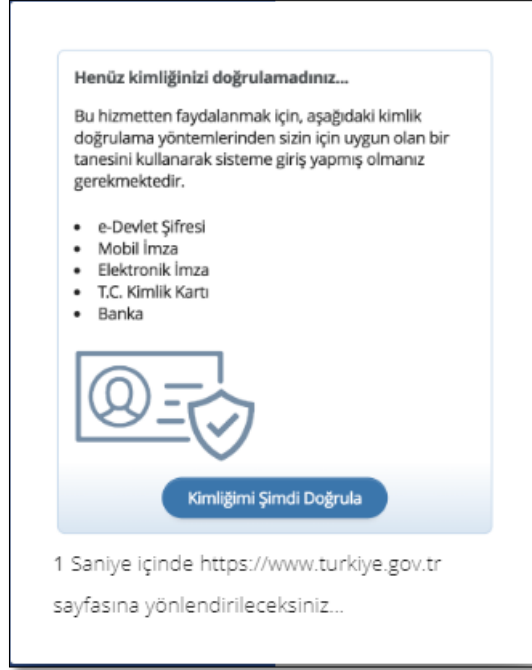 Henüz kimliğinizi doğrulamadınız...
Bu hizmetten faydalanmak için, aşağıdaki kimlik
doğrulama yöntemlerinden sizin için uygun olan bir
tanesini kullanarak sisteme giriş yapmış olmanız
gerekmektedir.
• e-Devlet Şifresi
• Mobil İmza
• Elektronik İmza
• T.C. Kimlik Kartı
• Banka
Kimliğimi Şimdi Doğrula
1 Saniye içinde https://www.turkiye.gov.tr
sayfasına yönlendirileceksiniz...